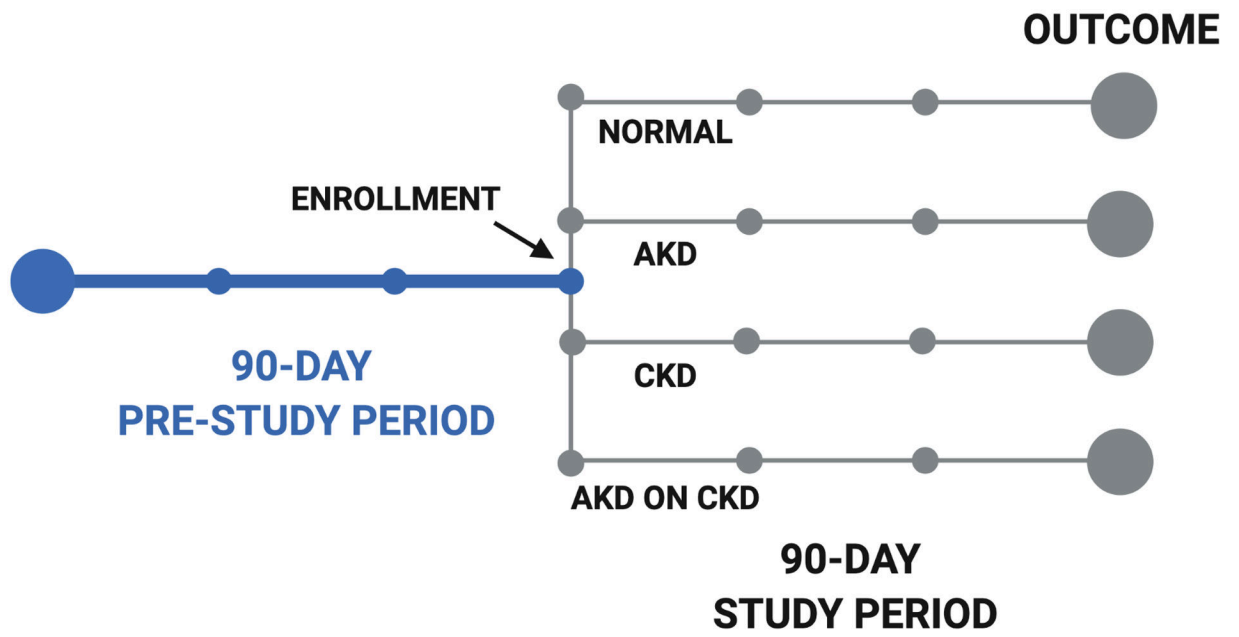 OUTCOME
NORMAL
ENROLLMENT
AKD
90-DAY
PRE-STUDY PERIOD
CKD
AKD ON CKD
90-DAY
STUDY PERIOD